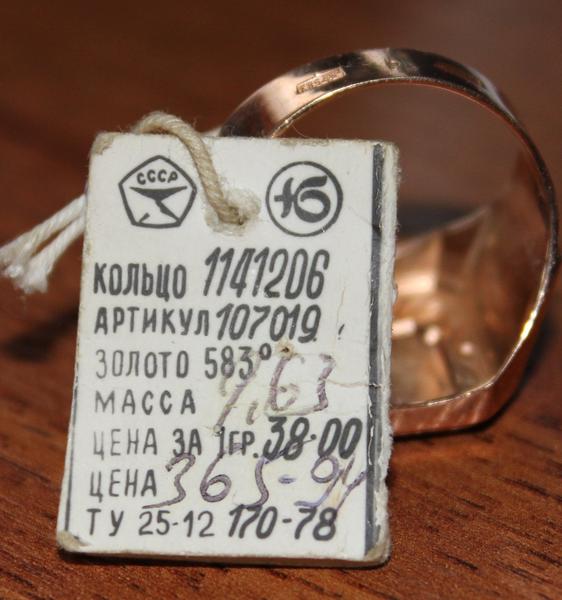 СССР
КОЛЬЦО 1141206
АРТИКУЛ 107019
ЗОЛОТО 583°
МАССА 9,63
ЦЕНА ЗА 1ГР. 38-00
ЦЕНА 365-94
ТУ 25-12 170-78